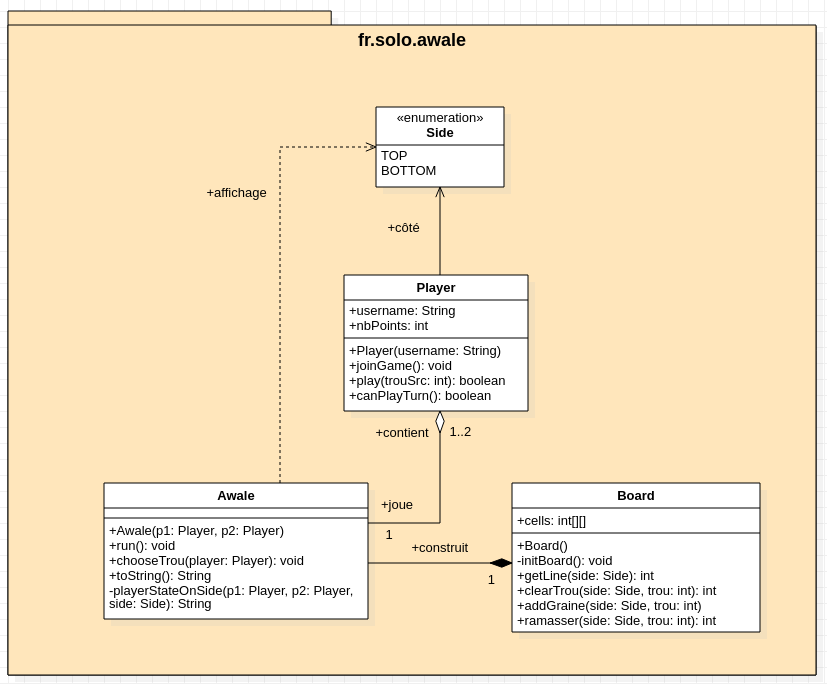 fr.solo.awale
«enumeration»
Side
TOP
BOTTOM
+affichage
+côté
Player
+username: String
+nbPoints: int
+Player(username: String)
+joinGame(): void
+play(trouSrc: int): boolean
+canPlayTurn(): boolean
+contient
1..2
Awale
+Awale(p1: Player, p2: Player)
+run(): void
+chooseTrou(player: Player): void
+toString(): String
-playerStateOnSide(p1: Player, p2: Player,
side: Side): String
+joue
1
+construit
1
Board
+cells: int[][]
+Board()
-initBoard(): void
+getLine(side: Side): int
+clearTrou(side: Side, trou: int): int
+addGraine(side: Side, trou: int)
+ramasser(side: Side, trou: int): int